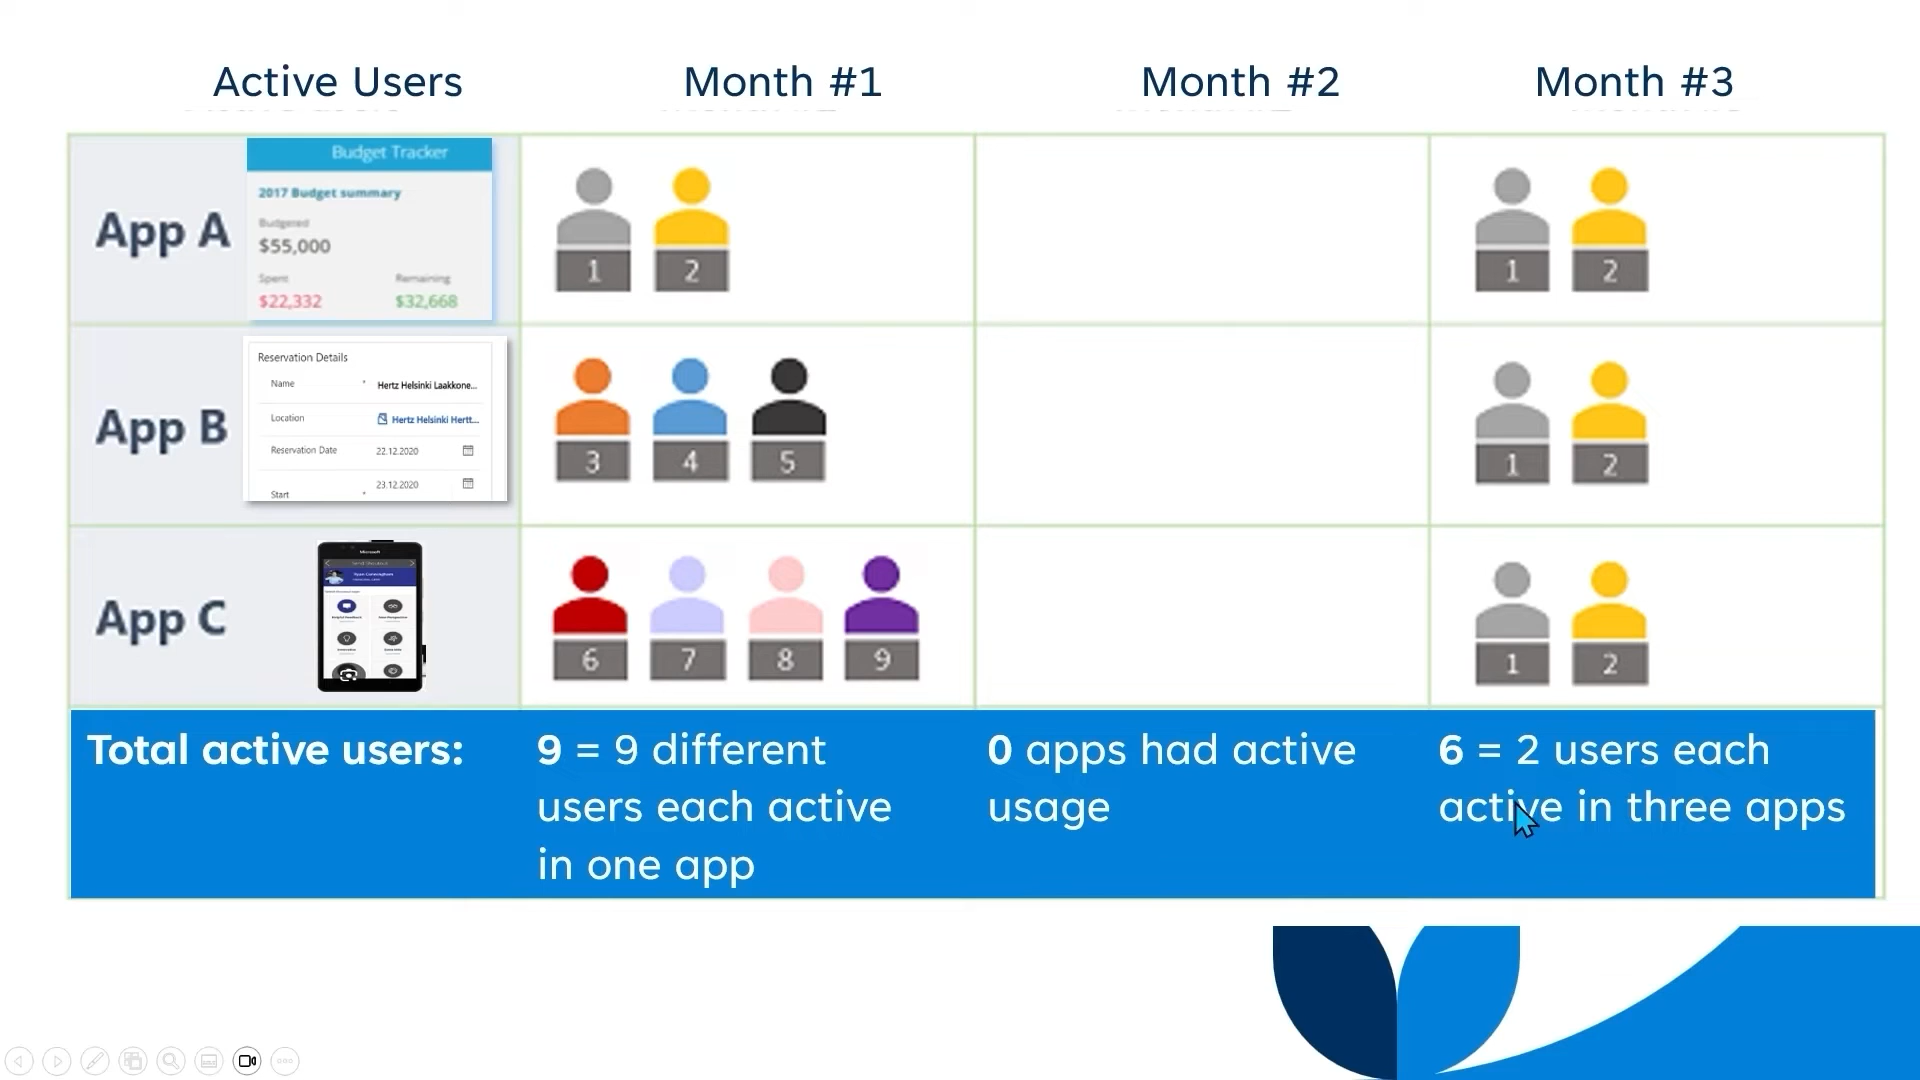 Active Users
Month #1
Month #2
Month #3
App A
Budget Tracker
2017 Budget summary
Budgeted
$55,000
Spent
Remaining
$22,332
$32,668
1
2
1
2
App B
Reservation Details
Name
*
Hertz Helsinki Laakkone...
Location
Hertz Helsinki Hertt...
Reservation Date
22.12.2020
Start
*
23.12.2020
3
4
5
1
2
App C
Microsoft
6
7
8
9
1
2
Total active users:
9 = 9 different
users each active
in one app
0 apps had active
usage
6 = 2 users each
active in three apps